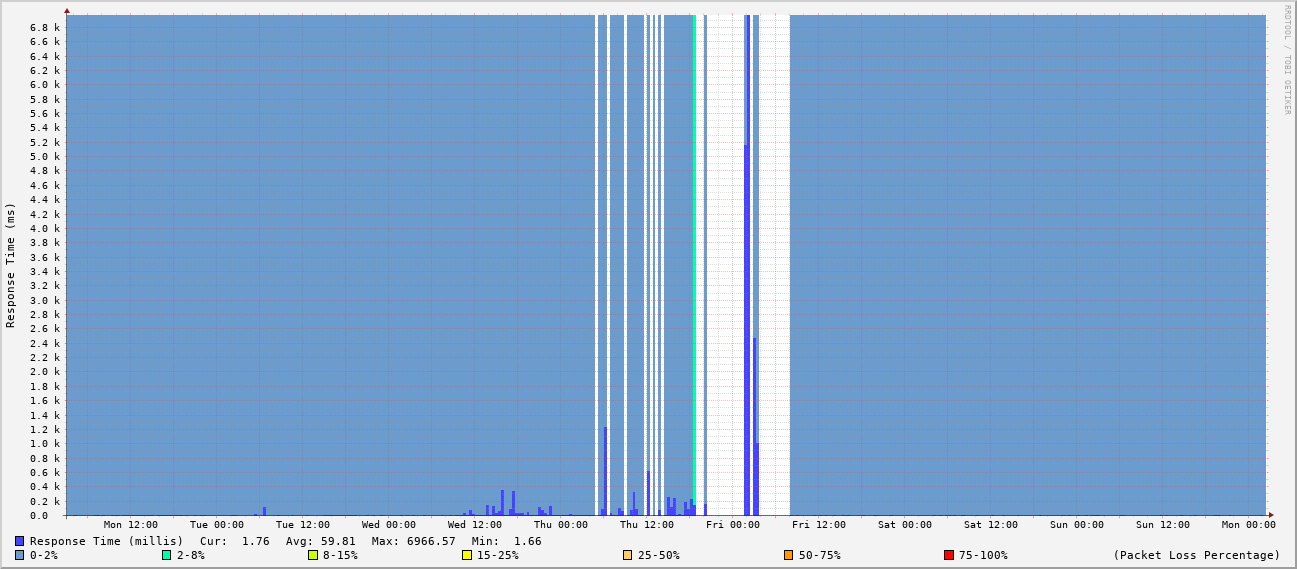 6.8 k
6.6 k
6.4 k
6.2 k
6.0 k
5.8 k
5.6 k
5.4 k
5.2 k
5.0 k
4.8 k
4.6 k
4.4 k
4.2 k
4.0 k
3.8 k
3.6 k
3.4 k
3.2 k
3.0 k
2.8 k
2.6 k
2.4 k
2.2 k
2.0 k
1.8 k
1.6 k
1.4 k
1.2 k
1.0 k
0.8 k
0.6 k
0.4 k
0.2 k
0.0
Response Time (ms)
RRDTOOL / TOBI OETIKER
Mon 12:00 Tue 00:00 Tue 12:00 Wed 00:00 Wed 12:00 Thu 00:00 Thu 12:00 Fri 00:00 Fri 12:00 Sat 00:00 Sat 12:00 Sun 00:00 Sun 12:00 Mon 00:00
Response Time (millis) Cur: 1.76 Avg: 59.81 Max: 6966.57 Min: 1.66
0-2% 2-8% 8-15% 15-25% 25-50% 50-75% 75-100% (Packet Loss Percentage)